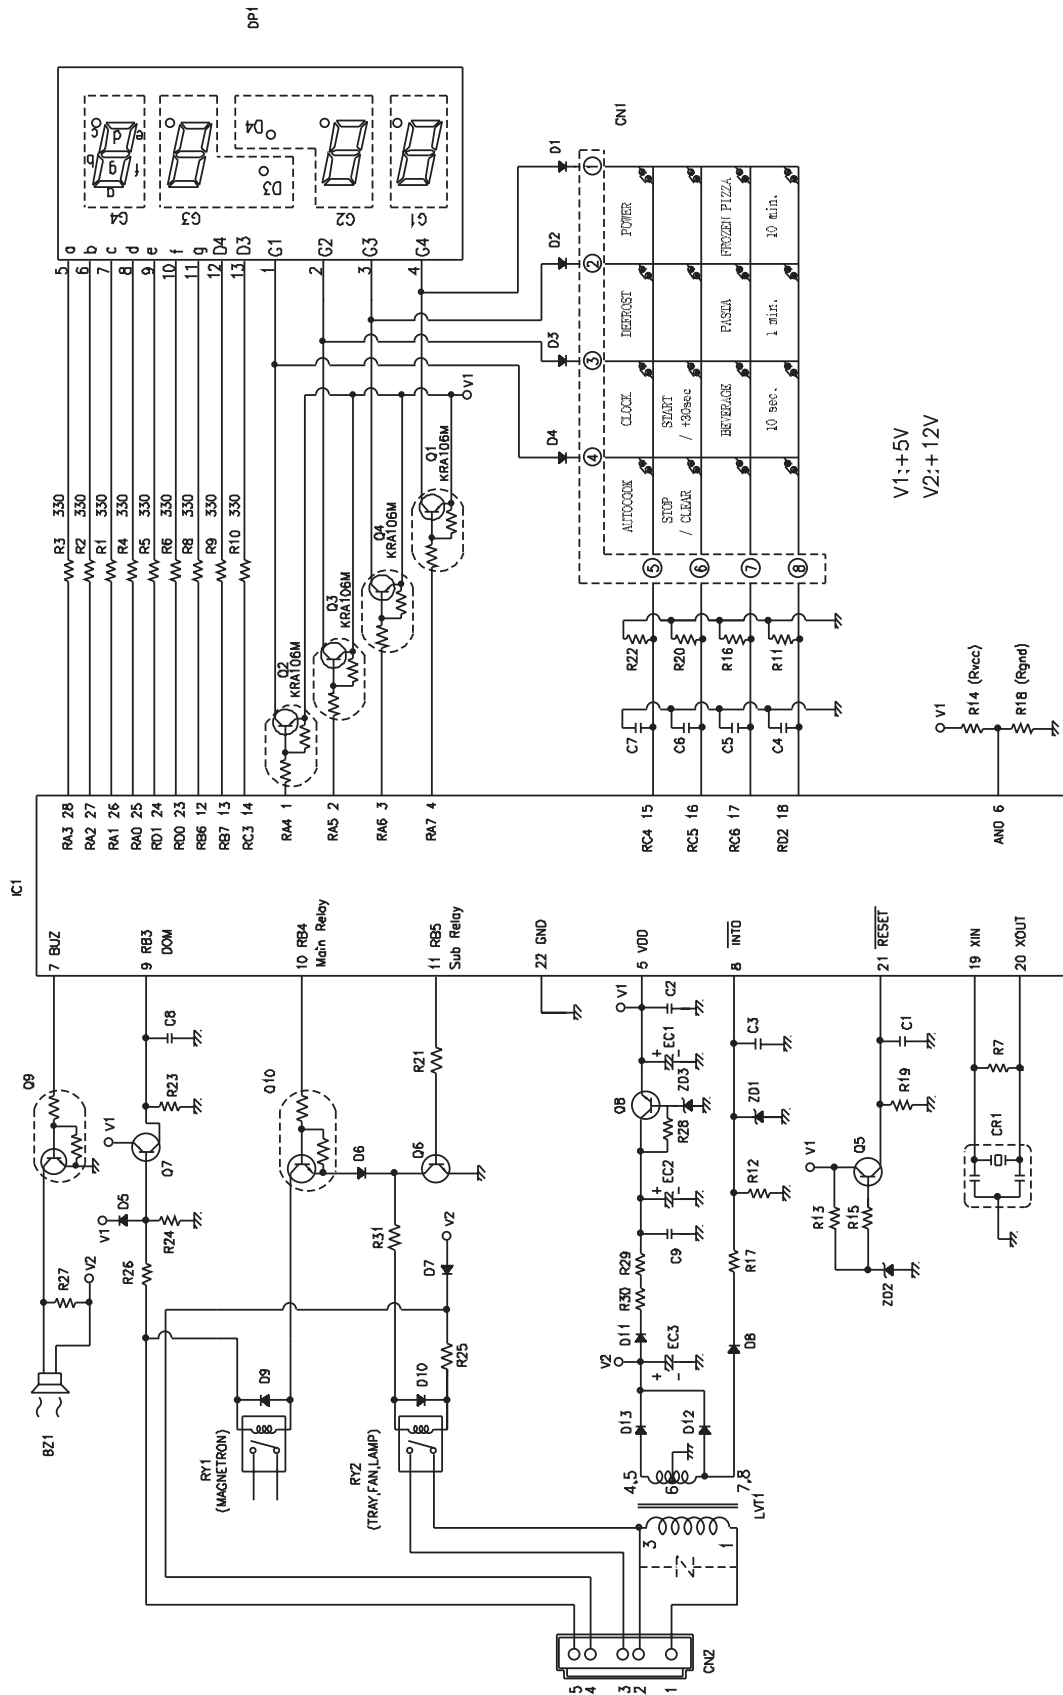 DP1
G4
G3
G2
G1
D4
D3
a
b
c
d
e
f
g
5 a
6 b
7 c
8 d
9 e
10 f
11 g
12 D4
13 D3
1 G1
2 G2
3 G3
4 G4
R3 330
R2 330
R1 330
R4 330
R5 330
R6 330
R8 330
R9 330
R10 330
Q2
KRA106M
Q3
KRA106M
Q4
KRA106M
Q1
KRA106M
V1
D1
D2
D3
D4
CN1
1
2
3
4
5
6
7
8
POWER
DEFROST
CLOCK
AUTOCOOK
START
/ +30sec
STOP
/ CLEAR
FROZEN PIZZA
PASTA
BEVERAGE
10 min.
1 min.
10 sec.
V1:+5V
V2:+12V
R22
R20
R16
R11
C7
C6
C5
C4
V1
R14 (Rvcc)
R18 (Rgnd)
IC1
RA3 28
RA2 27
RA1 26
RA0 25
RD1 24
RD0 23
RB6 12
RB7 13
RC3 14
RA4 1
RA5 2
RA6 3
RA7 4
RC4 15
RC5 16
RC6 17
RD2 18
AN0 6
7 BUZ
9 RB3
DOM
10 RB4
Main Relay
11 RB5
Sub Relay
22 GND
5 VDD
8 INT0
21 RESET
19 XIN
20 XOUT
Q9
C8
R23
V1
Q7
V1
D5
R24
R26
R27
V2
BZ1
Q10
R21
D6
Q6
R31
V2
D7
R25
D9
RY1
(MAGNETRON)
D10
RY2
(TRAY,FAN,LAMP)
V1
C2
EC1
+
-
Q8
ZD3
R28
EC2
+
-
C9
R29
R30
D11
V2
EC3
+
-
D13
D12
4,5
6
7,8
LVT1
3
1
C3
ZD1
R12
R17
D8
C1
R19
V1
Q5
R13
R15
ZD2
R7
CR1
CN2
5
4
3
2
1